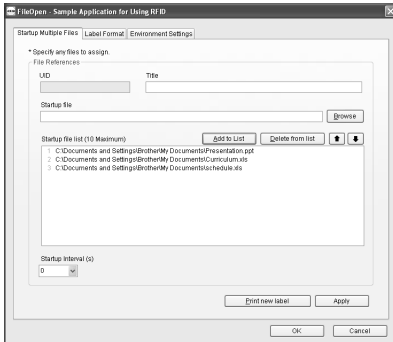 FileOpen - Sample Application for Using RFID
Startup Multiple Files Label Format Environment Settings
* Specify any files to assign.
File References
UID Title
Startup file
Browse
Startup file list (10 Maximum) Add to List Delete from list
1 C:\Documents and Settings\Brother\My Documents\Presentation.ppt
2 C:\Documents and Settings\Brother\My Documents\Curriculum.xls
3 C:\Documents and Settings\Brother\My Documents\schedule.xls
Startup Interval (s)
0
Print new label Apply
OK Cancel